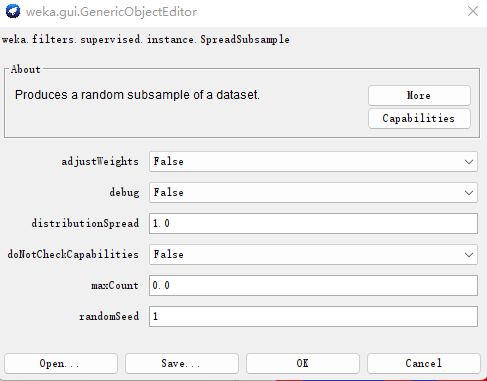 weka.gui.GenericObjectEditor
weka.filters.supervised.instance.SpreadSubsample
About
Produces a random subsample of a dataset.
More
Capabilities
adjustWeights False
debug False
distributionSpread 1.0
doNotCheckCapabilities False
maxCount 0.0
randomSeed 1
Open... Save... OK Cancel